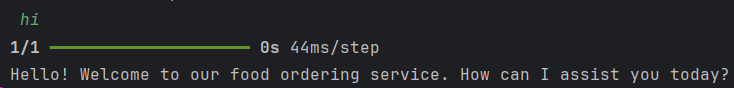 hi
1/1 ━━━━━━━━━━━━━━━━━━━━ 0s 44ms/step
Hello! Welcome to our food ordering service. How can I assist you today?